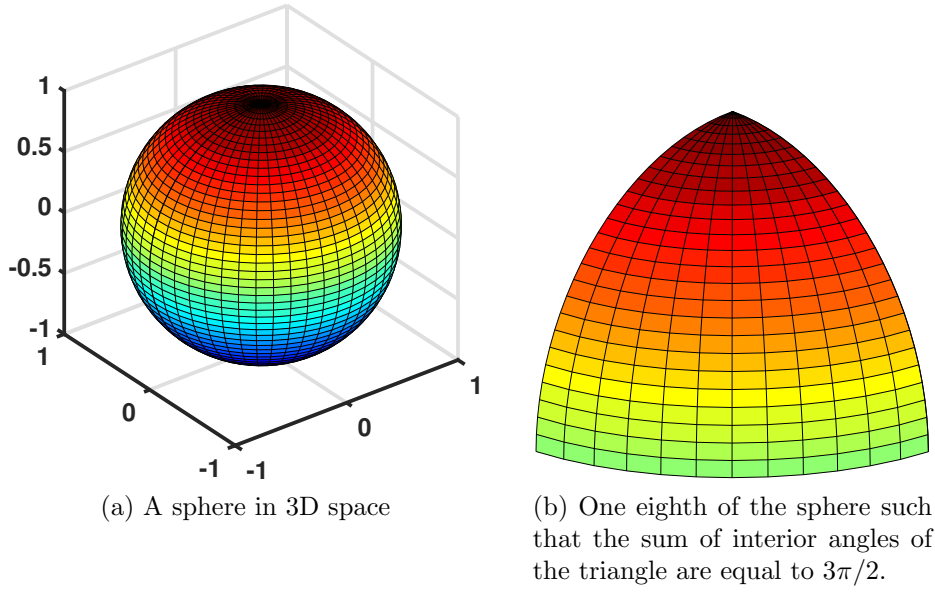 1
0.5
0
-0.5
-1
1
0
-1
-1
0
1
(a) A sphere in 3D space
(b) One eighth of the sphere such
that the sum of interior angles of
the triangle are equal to 3π/2.